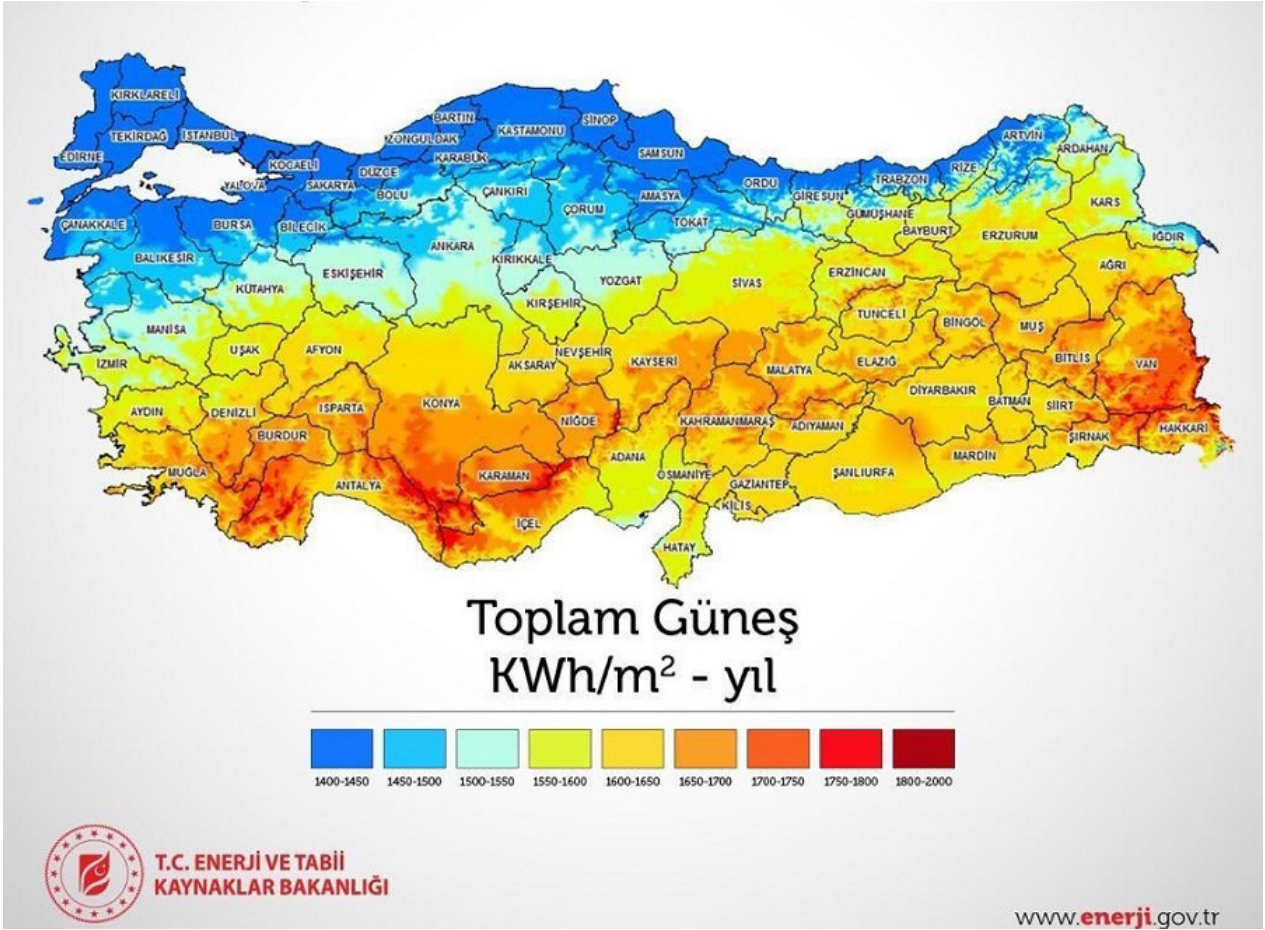 KIRKLARELİ
TEKİRDAĞ
İSTANBUL
EDİRNE
KOCAELİ
YALOVA
SAKARYA
DÜZCE
ZONGULDAK
BARTIN
KARABÜK
KASTAMONU
SİNOP
SAMSUN
BOLU
ÇANKIRI
ÇORUM
AMASYA
TOKAT
ORDU
GİRESUN
TRABZON
RİZE
ARTVİN
ARDAHAN
KARS
GÜMÜŞHANE
BAYBURT
ERZURUM
IĞDIR
AĞRI
ÇANAKKALE
BALIKESİR
BURSA
BİLECİK
KÜTAHYA
ESKİŞEHİR
ANKARA
KIRIKKALE
KIRŞEHİR
YOZGAT
SİVAS
ERZİNCAN
TUNCELİ
BİNGÖL
MUŞ
BİTLİS
VAN
MANİSA
İZMİR
UŞAK
AFYON
AKSARAY
NEVŞEHİR
KAYSERİ
MALATYA
ELAZIĞ
DİYARBAKIR
BATMAN
SİİRT
ŞIRNAK
HAKKARİ
AYDIN
DENİZLİ
ISPARTA
BURDUR
KONYA
NİĞDE
KAHRAMANMARAŞ
ADIYAMAN
MARDİN
MUĞLA
ANTALYA
KARAMAN
İÇEL
ADANA
OSMANİYE
GAZİANTEP
KİLİS
ŞANLIURFA
HATAY
Toplam Güneş
KWh/m² - yıl
1400-1450 1450-1500 1500-1550 1550-1600 1600-1650 1650-1700 1700-1750 1750-1800 1800-2000
T.C. ENERJİ VE TABİİ
KAYNAKLAR BAKANLIĞI
www.enerji.gov.tr